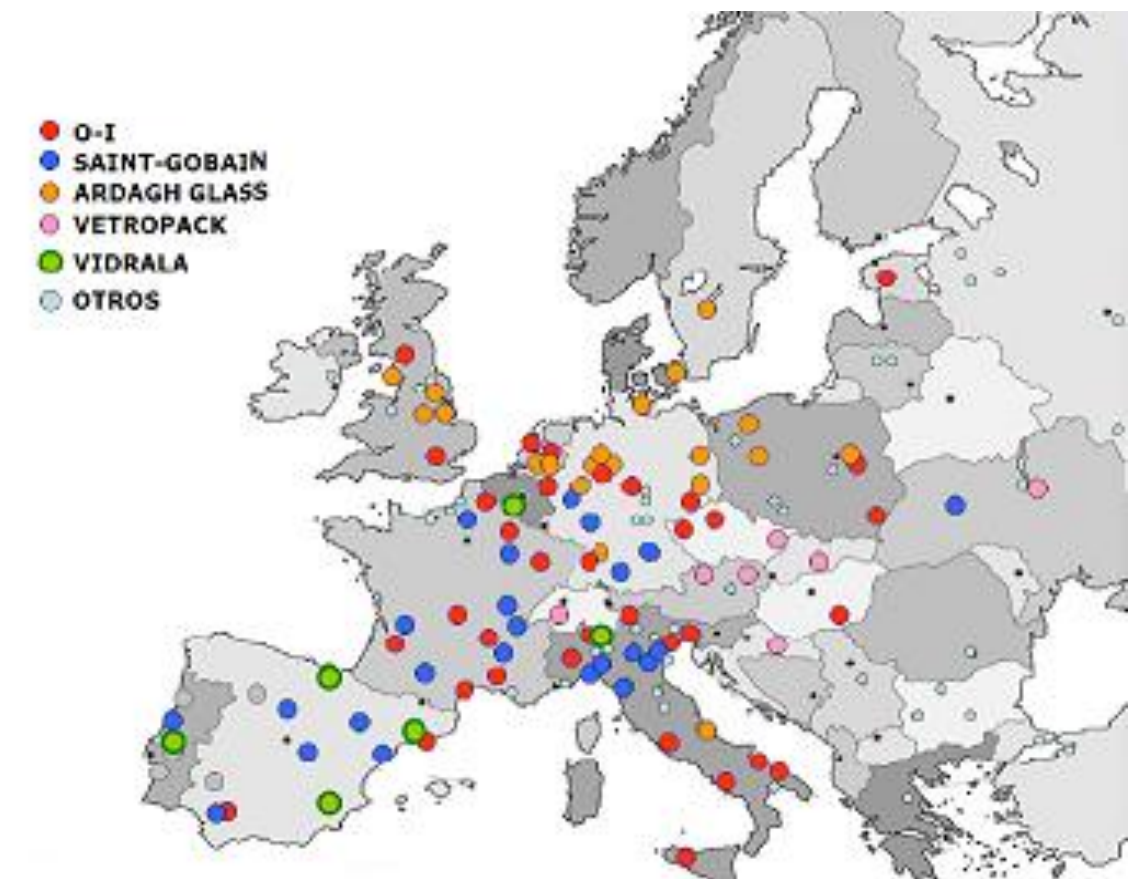 O-I
SAINT-GOBAIN
ARDAGH GLASS
VETROPACK
VIDRALA
OTROS